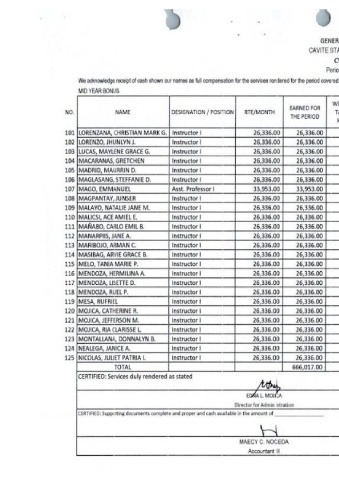 GENER
CAVITE STA
C
Perio
We acknowledge receipt of cash shown our names as full compensation for the services rendered for the period covered
MID YEAR BONUS
NO. NAME DESIGNATION / POSITION RTE/MONTH EARNED FOR THE PERIOD
101 LORENZANA, CHRISTIAN MARK G. Instructor I 26,336.00 26,336.00
102 LORENZO, JHUNLYN J. Instructor I 26,336.00 26,336.00
103 LUCAS, MAYLENE GRACE G. Instructor I 26,336.00 26,336.00
104 MACARANAS, GRETCHEN Instructor I 26,336.00 26,336.00
105 MADRID, MAURRIN D. Instructor I 26,336.00 26,336.00
106 MAGLASANG, STEFFANIE D. Instructor I 26,336.00 26,336.00
107 MAGO, EMMANUEL Asst. Professor I 33,953.00 33,953.00
108 MAGPANTAY, JUNSER Instructor I 26,336.00 26,336.00
109 MALAYO, NATALIE JANE M. Instructor I 26,336.00 26,336.00
110 MALICSI, ACE AMIEL E. Instructor I 26,336.00 26,336.00
111 MAÑABO, CARLO EMIL B. Instructor I 26,336.00 26,336.00
112 MANARPIIS, JANE A. Instructor I 26,336.00 26,336.00
113 MARIBOJO, ARMAN C. Instructor I 26,336.00 26,336.00
114 MASIBAG, ARVIE GRACE B. Instructor I 26,336.00 26,336.00
115 MELO, TANIA MARIE P. Instructor I 26,336.00 26,336.00
116 MENDOZA, HERMILINA A. Instructor I 26,336.00 26,336.00
117 MENDOZA, LISETTE D. Instructor I 26,336.00 26,336.00
118 MENDOZA, RUEL P. Instructor I 26,336.00 26,336.00
119 MESA, RUFRIEL Instructor I 26,336.00 26,336.00
120 MOJICA, CATHERINE R. Instructor I 26,336.00 26,336.00
121 MOJICA, JEFFERSON M. Instructor I 26,336.00 26,336.00
122 MOJICA, RIA CLARISSE L. Instructor I 26,336.00 26,336.00
123 MONTALLANA, DONNALYN B. Instructor I 26,336.00 26,336.00
124 NEALEGA, JANICE A. Instructor I 26,336.00 26,336.00
125 NICOLAS, JULIET PATRIA I. Instructor I 26,336.00 26,336.00
TOTAL 666,017.00
CERTIFIED: Services duly rendered as stated
EDNA L. MOJICA
Director for Admin stration
CERTIFIED: Supporting documents complete and proper and cash available in the amount of
MAECY C. NOCEDA
Accountant II